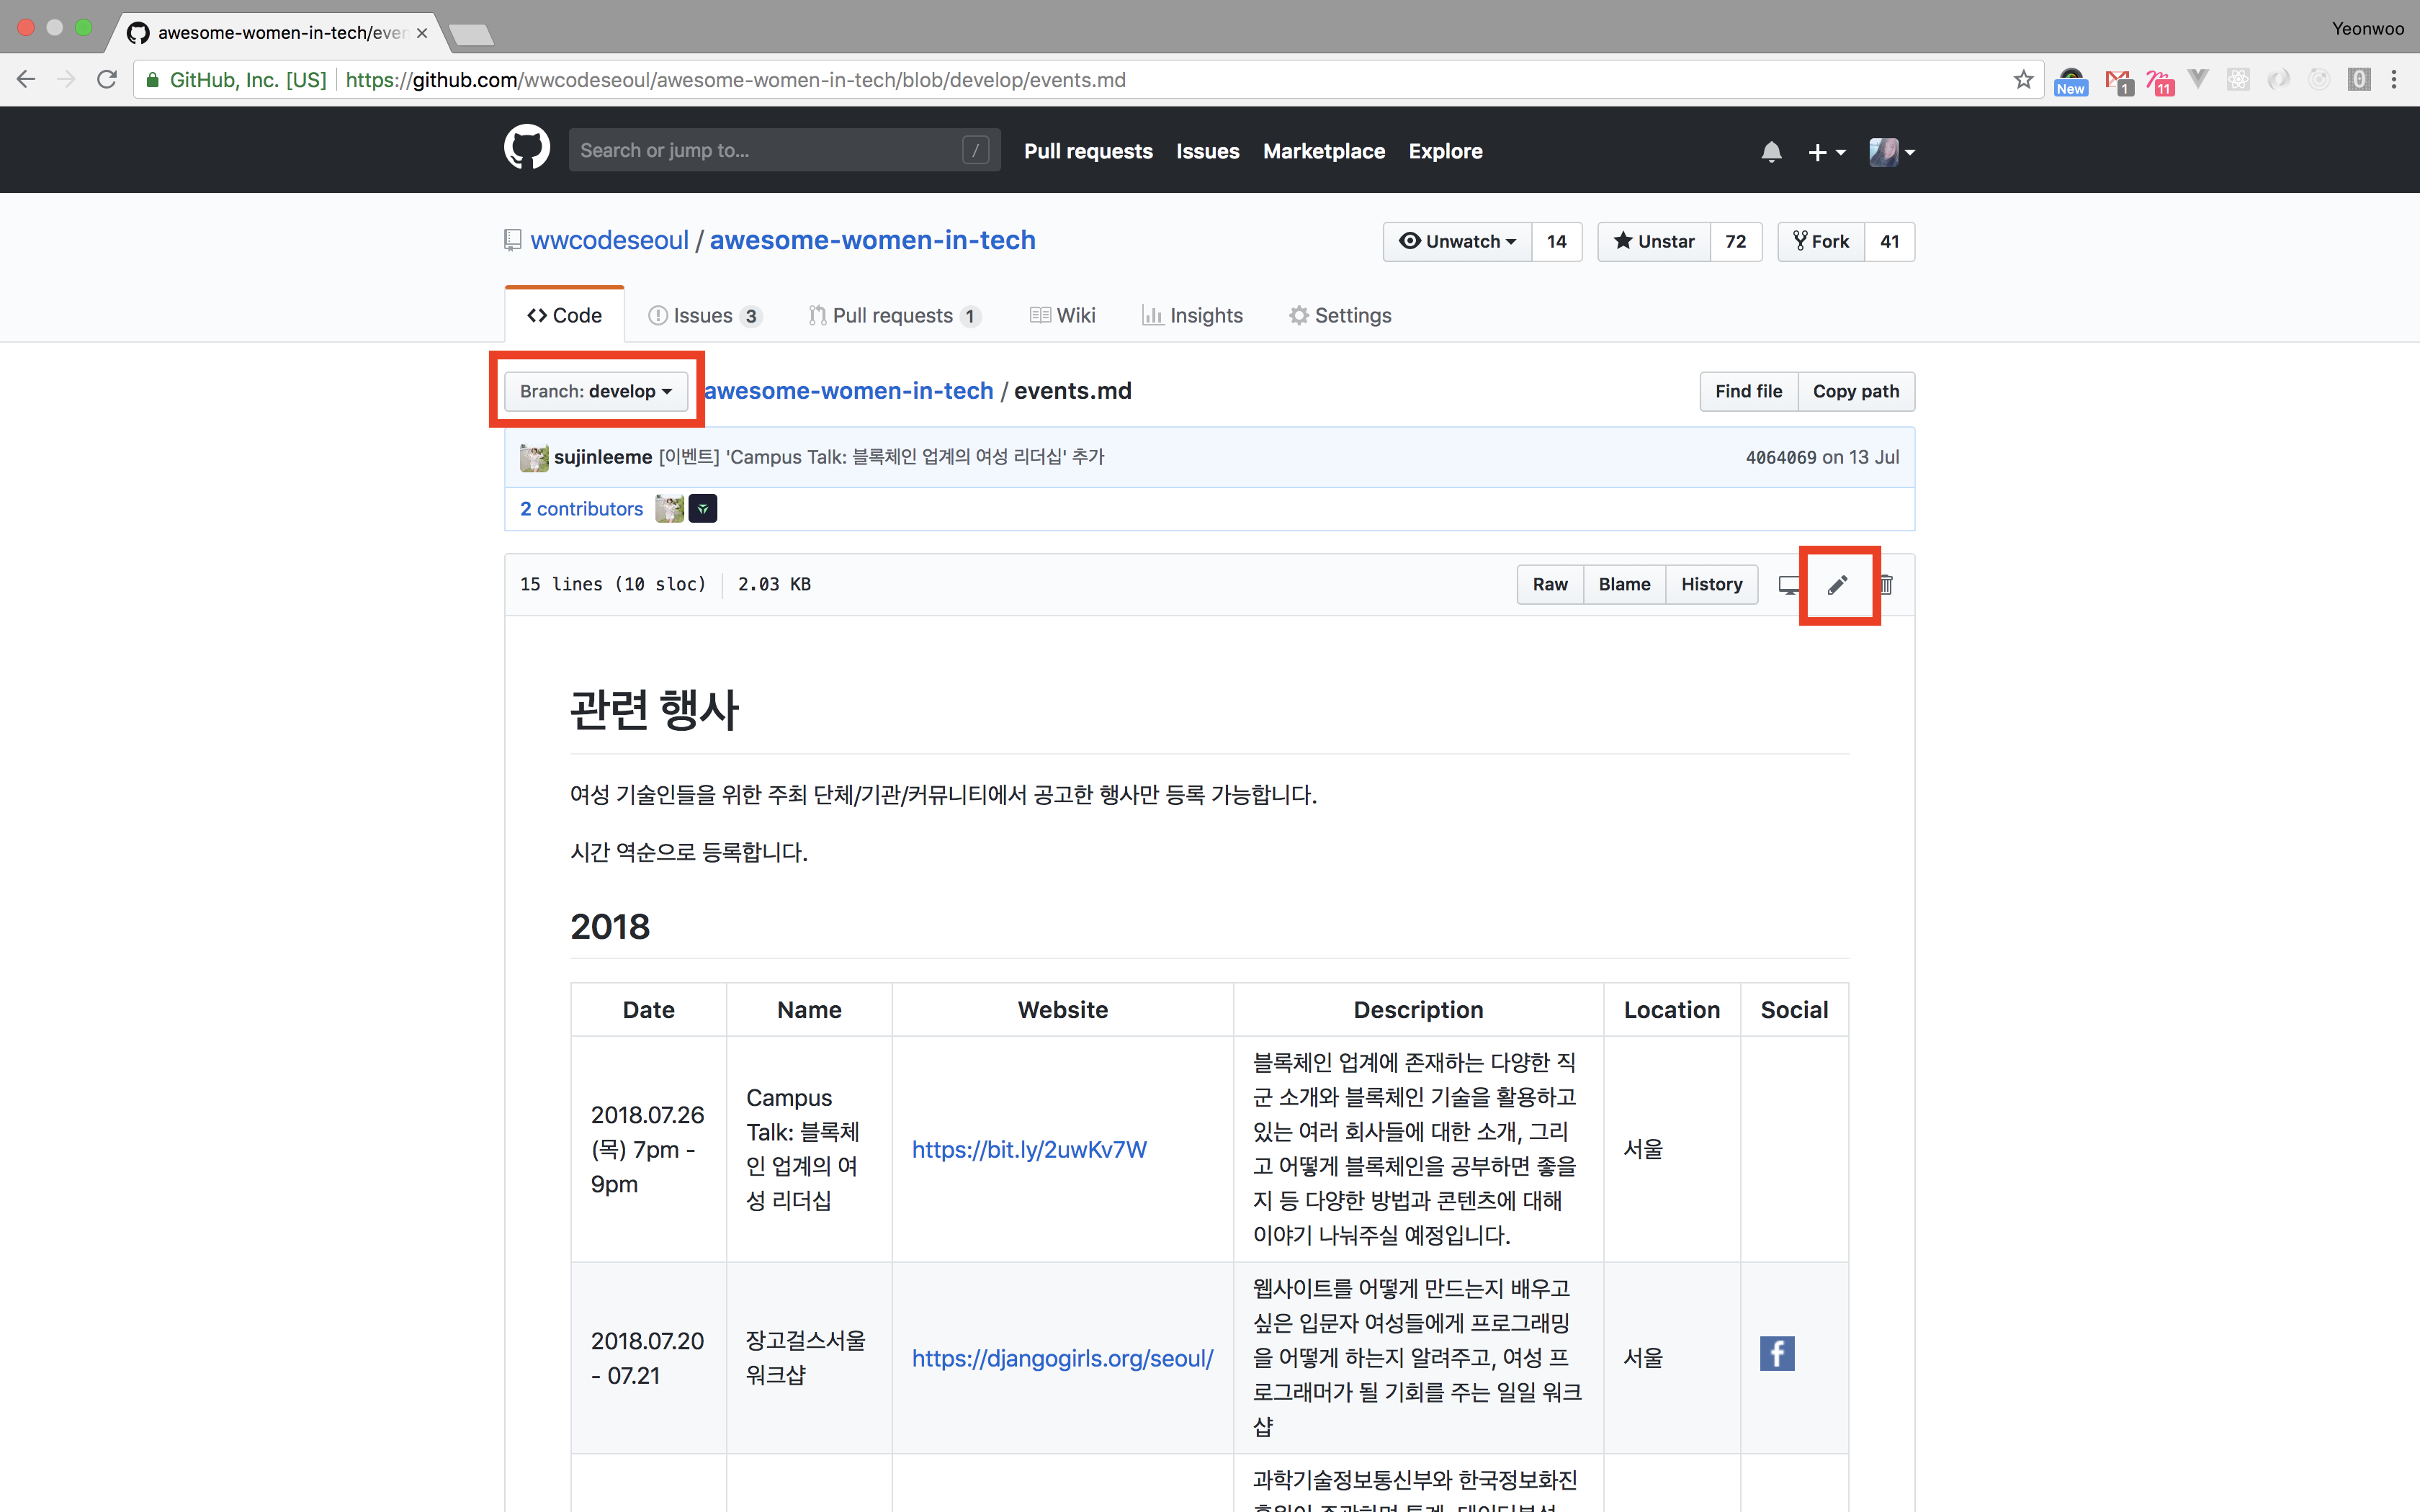 awesome-women-in-tech/even
Yeonwoo
GitHub, Inc. [US] https://github.com/wwcodeseoul/awesome-women-in-tech/blob/develop/events.md
New 1 11
Search or jump to... /
Pull requests Issues Marketplace Explore
wwcodeseoul / awesome-women-in-tech
Unwatch 14 Unstar 72 Fork 41
Code Issues 3 Pull requests 1 Wiki Insights Settings
Branch: develop awesome-women-in-tech / events.md Find file Copy path
sujinleeme [이벤트] 'Campus Talk: 블록체인 업계의 여성 리더십' 추가 4064069 on 13 Jul
2 contributors
15 lines (10 sloc) 2.03 KB Raw Blame History
관련 행사
여성 기술인들을 위한 주최 단체/기관/커뮤니티에서 공고한 행사만 등록 가능합니다.
시간 역순으로 등록합니다.
2018
Date Name Website Description Location Social
2018.07.26
(목) 7pm -
9pm
Campus
Talk: 블록체
인 업계의 여
성 리더십
https://bit.ly/2uwKv7W
블록체인 업계에 존재하는 다양한 직
군 소개와 블록체인 기술을 활용하고
있는 여러 회사들에 대한 소개, 그리
고 어떻게 블록체인을 공부하면 좋을
지 등 다양한 방법과 콘텐츠에 대해
이야기 나눠주실 예정입니다.
서울
2018.07.20
- 07.21
장고걸스서울
워크샵
https://djangogirls.org/seoul/
웹사이트를 어떻게 만드는지 배우고
싶은 입문자 여성들에게 프로그래밍
을 어떻게 하는지 알려주고, 여성 프
로그래머가 될 기회를 주는 일일 워크
샵
서울
과학기술정보통신부와 한국정보화진